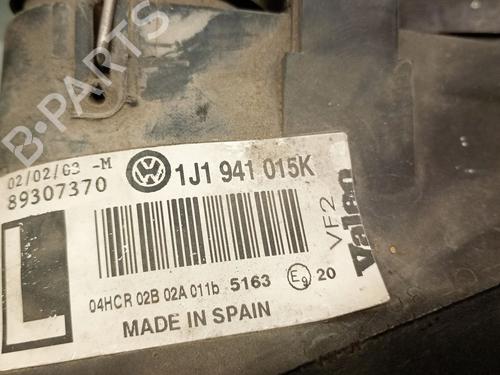 B-PARTS
02/02/03 -M
89307370
1J1 941 015K
L
04HCR 02B 02A 011b 5163 E9 20
MADE IN SPAIN
VF2
Valeo